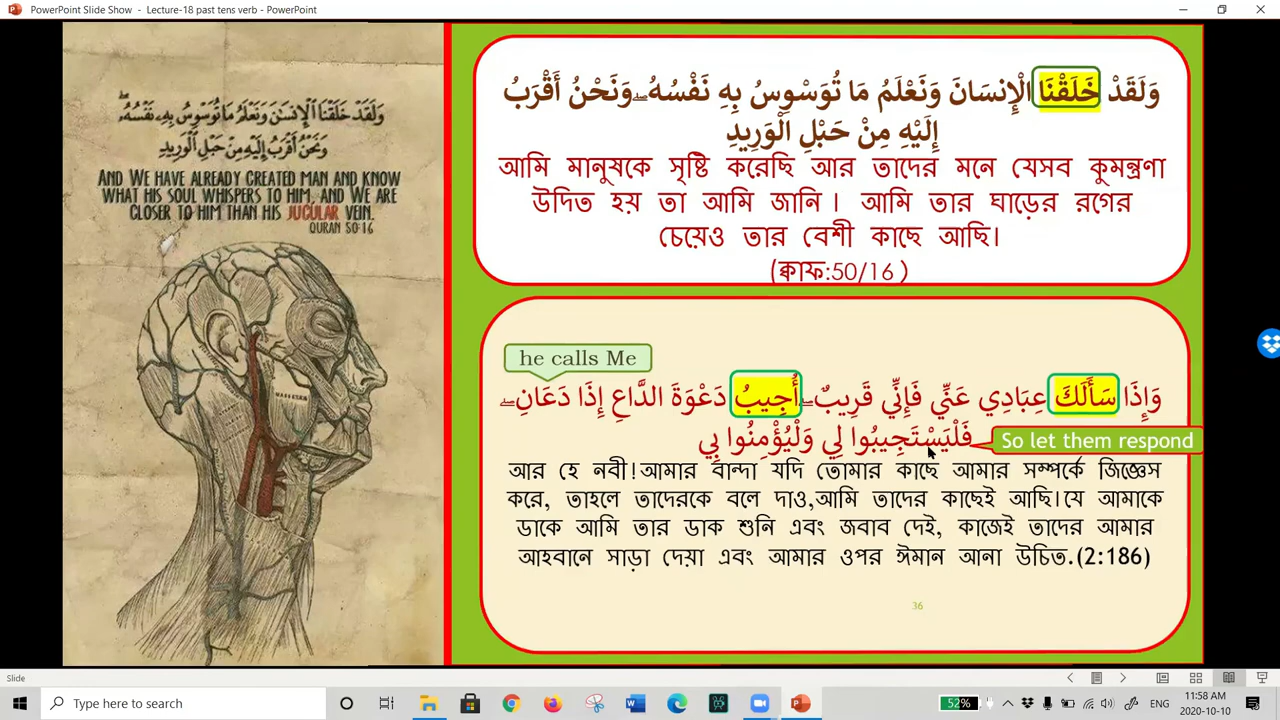 PowerPoint Slide Show - Lecture-18 past tens verb - PowerPoint
وَلَقَدْ خَلَقْنَا الْإِنسَٰنَ وَنَعْلَمُ مَا تُوَسْوِسُ بِهِ نَفْسُهُ ۖ
وَنَحْنُ أَقْرَبُ إِلَيْهِ مِنْ حَبْلِ الْوَرِيدِ
AND WE HAVE ALREADY CREATED MAN AND KNOW
WHAT HIS SOUL WHISPERS TO HIM, AND WE ARE
CLOSER TO HIM THAN HIS JUGULAR VEIN.
QURAN 50:16
وَلَقَدْ خَلَقْنَا الْإِنسَانَ وَنَعْلَمُ مَا تُوَسْوِسُ بِهِ نَفْسُهُ ۖ وَنَحْنُ أَقْرَبُ
إِلَيْهِ مِنْ حَبْلِ الْوَرِيدِ
আমি মানুষকে সৃষ্টি করেছি আর তাদের মনে যেসব কুমন্ত্রণা
উদিত হয় তা আমি জানি। আমি তার ঘাড়ের রগের
চেয়েও তার বেশী কাছে আছি।
(ক্বাফ:50/16 )
he calls Me
وَإِذَا سَأَلَكَ عِبَادِي عَنِّي فَإِنِّي قَرِيبٌ ۖ أُجِيبُ دَعْوَةَ الدَّاعِ إِذَا دَعَانِ ۖ
فَلْيَسْتَجِيبُوا لِي وَلْيُؤْمِنُوا بِي
So let them respond
আর হে নবী!আমার বান্দা যদি তোমার কাছে আমার সম্পর্কে জিজ্ঞেস
করে, তাহলে তাদেরকে বলে দাও,আমি তাদের কাছেই আছি।যে আমাকে
ডাকে আমি তার ডাক শুনি এবং জবাব দেই, কাজেই তাদের আমার
আহবানে সাড়া দেয়া এবং আমার ওপর ঈমান আনা উচিত.(2:186)
36
Slide
Type here to search
52%
ENG
11:58 AM
2020-10-10